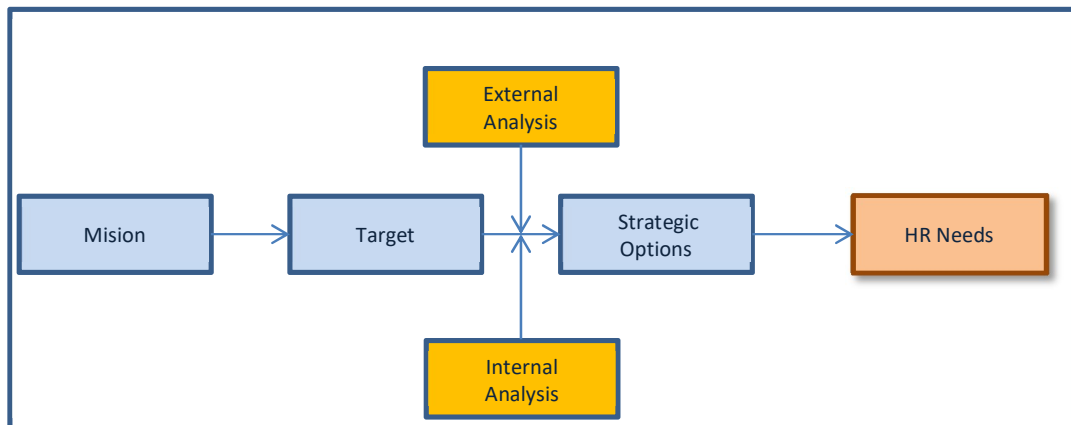 External
Analysis
Mision
Target
Strategic
Options
HR Needs
Internal
Analysis